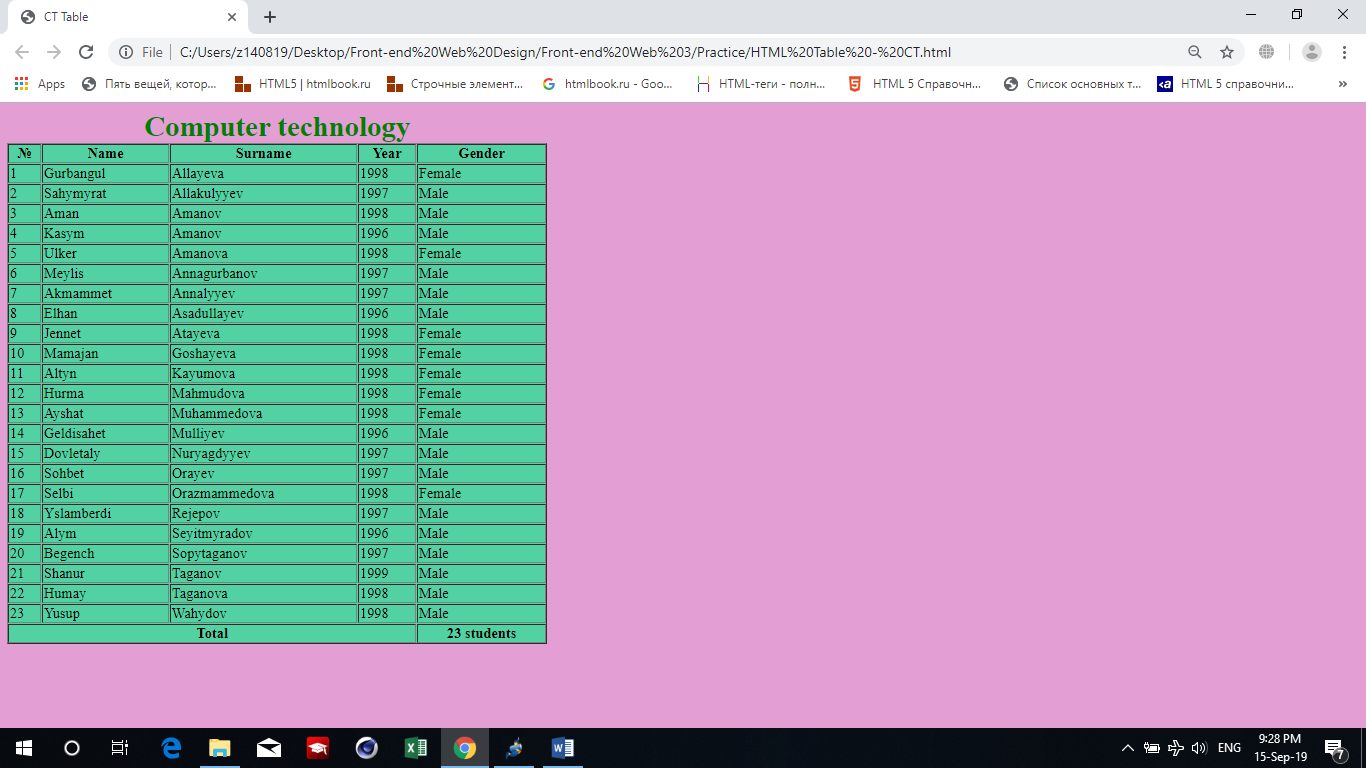 CT Table
File C:/Users/z140819/Desktop/Front-end%20Web%20Design/Front-end%20Web%203/Practice/HTML%20Table%20-%20CT.html
Apps Пять вещей, котор... HTML5 | htmlbook.ru Строчные элемент... htmlbook.ru - Goo... HTML-теги - полн... HTML 5 Справочн... Список основных т... HTML 5 справочни... »
Computer technology
№ Name Surname Year Gender
1 Gurbangul Allayeva 1998 Female
2 Sahymyrat Allakulyyev 1997 Male
3 Aman Amanov 1998 Male
4 Kasym Amanov 1996 Male
5 Ulker Amanova 1998 Female
6 Meylis Annagurbanov 1997 Male
7 Akmammet Annalyyev 1997 Male
8 Elhan Asadullayev 1996 Male
9 Jennet Atayeva 1998 Female
10 Mamajan Goshayeva 1998 Female
11 Altyn Kayumova 1998 Female
12 Hurma Mahmudova 1998 Female
13 Ayshat Muhammedova 1998 Female
14 Geldisahet Mulliyev 1996 Male
15 Dovletaly Nuryagdyyev 1997 Male
16 Sohbet Orayev 1997 Male
17 Selbi Orazmammedova 1998 Female
18 Yslamberdi Rejepov 1997 Male
19 Alym Seyitmyradov 1996 Male
20 Begench Sopytaganov 1997 Male
21 Shanur Taganov 1999 Male
22 Humay Taganova 1998 Male
23 Yusup Wahydov 1998 Male
Total 23 students
ENG
9:28 PM
15-Sep-19
7